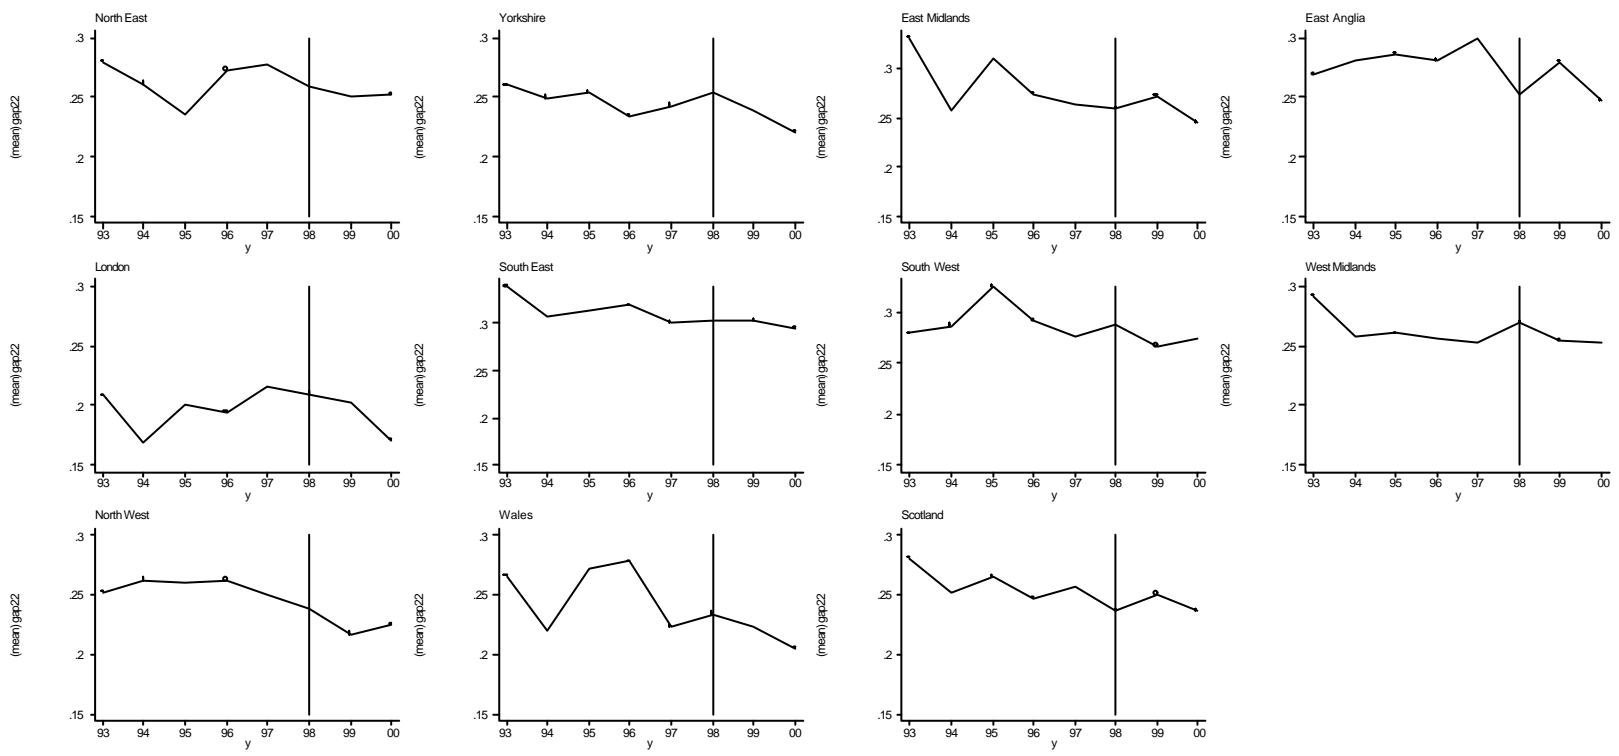 North East
Yorkshire
East Midlands
East Anglia
.3
.25
.2
.15
(mean) gap22
93 94 95 96 97 98 99 00
y
.3
.25
.2
.15
(mean) gap22
93 94 95 96 97 98 99 00
y
.3
.25
.2
.15
(mean) gap22
93 94 95 96 97 98 99 00
y
.3
.25
.2
.15
(mean) gap22
93 94 95 96 97 98 99 00
y
London
South East
South West
West Midlands
.3
.25
.2
.15
(mean) gap22
93 94 95 96 97 98 99 00
y
.3
.25
.2
.15
(mean) gap22
93 94 95 96 97 98 99 00
y
.3
.25
.2
.15
(mean) gap22
93 94 95 96 97 98 99 00
y
.3
.25
.2
.15
(mean) gap22
93 94 95 96 97 98 99 00
y
North West
Wales
Scotland
.3
.25
.2
.15
(mean) gap22
93 94 95 96 97 98 99 00
y
.3
.25
.2
.15
(mean) gap22
93 94 95 96 97 98 99 00
y
.3
.25
.2
.15
(mean) gap22
93 94 95 96 97 98 99 00
y